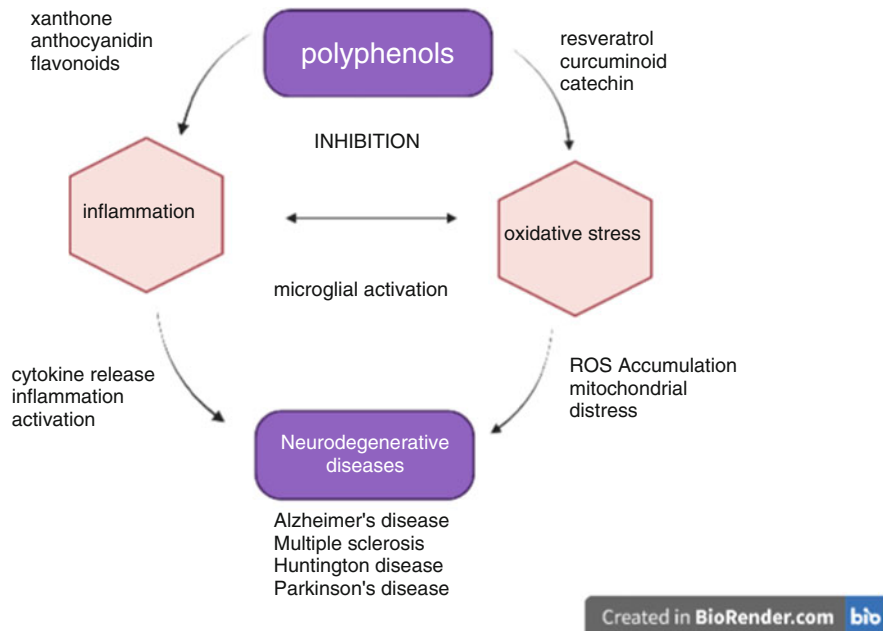 xanthone
anthocyanidin
flavonoids
polyphenols
resveratrol
curcuminoid
catechin
INHIBITION
inflammation
oxidative stress
microglial activation
cytokine release
inflammation
activation
ROS Accumulation
mitochondrial
distress
Neurodegenerative
diseases
Alzheimer's disease
Multiple sclerosis
Huntington disease
Parkinson's disease
Created in BioRender.com bio